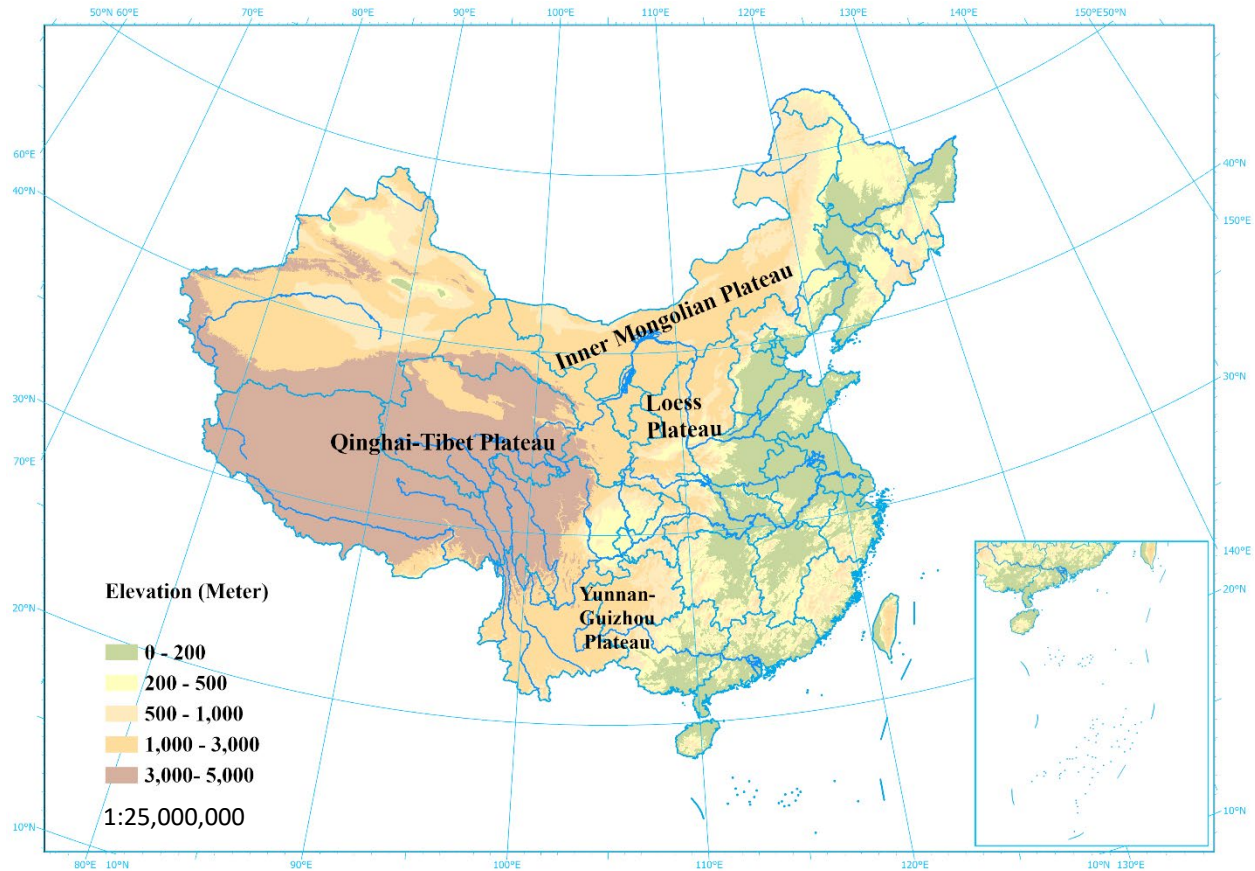 50°N 60°E
70°E
80°E
90°E
100°E
110°E
120°E
130°E
140°E
150°E50°N
60°E
40°N
40°N
150°E
30°N
30°N
70°E
140°E
20°N
20°N
10°N
10°N
Inner Mongolian Plateau
Loess
Plateau
Qinghai-Tibet Plateau
Yunnan-
Guizhou
Plateau
Elevation (Meter)
0 - 200
200 - 500
500 - 1,000
1,000 - 3,000
3,000- 5,000
1:25,000,000
80°E 10°N
90°E
100°E
110°E
120°E
10°N 130°E